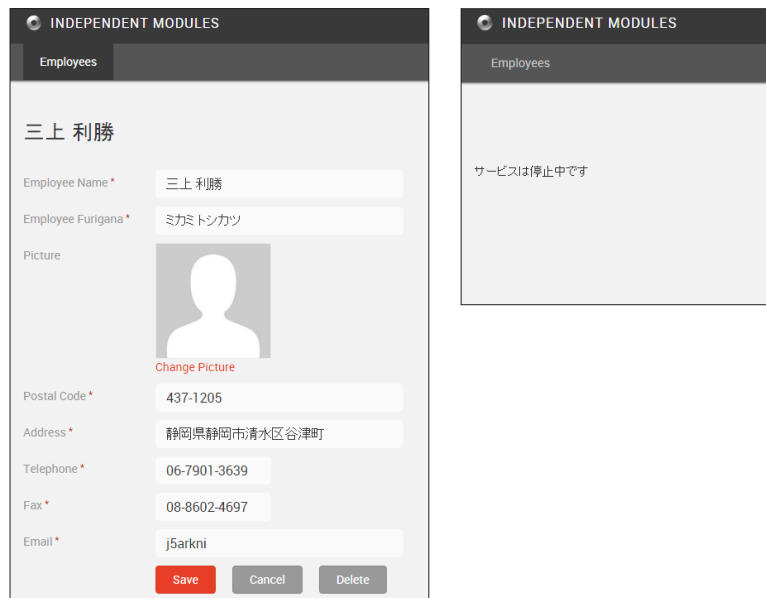 INDEPENDENT MODULES
Employees
三上 利勝
Employee Name* 三上 利勝
Employee Furigana* ミカミ トシカツ
Picture
Change Picture
Postal Code* 437-1205
Address* 静岡県静岡市清水区谷津町
Telephone* 06-7901-3639
Fax* 08-8602-4697
Email* j5arkni
Save Cancel Delete
INDEPENDENT MODULES
Employees
サービスは停止中です